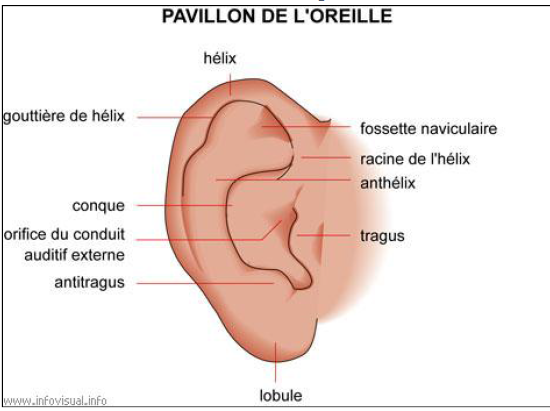 PAVILLON DE L'OREILLE
hélix
gouttière de hélix
fossette naviculaire
racine de l'hélix
anthélix
conque
orifice du conduit
auditif externe
tragus
antitragus
lobule
www.infovisual.info